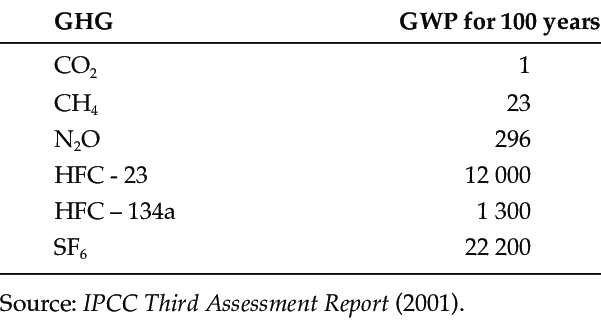 GHG GWP for 100 years
CO₂ 1
CH₄ 23
N₂O 296
HFC - 23 12 000
HFC – 134a 1 300
SF₆ 22 200
Source: IPCC Third Assessment Report (2001).